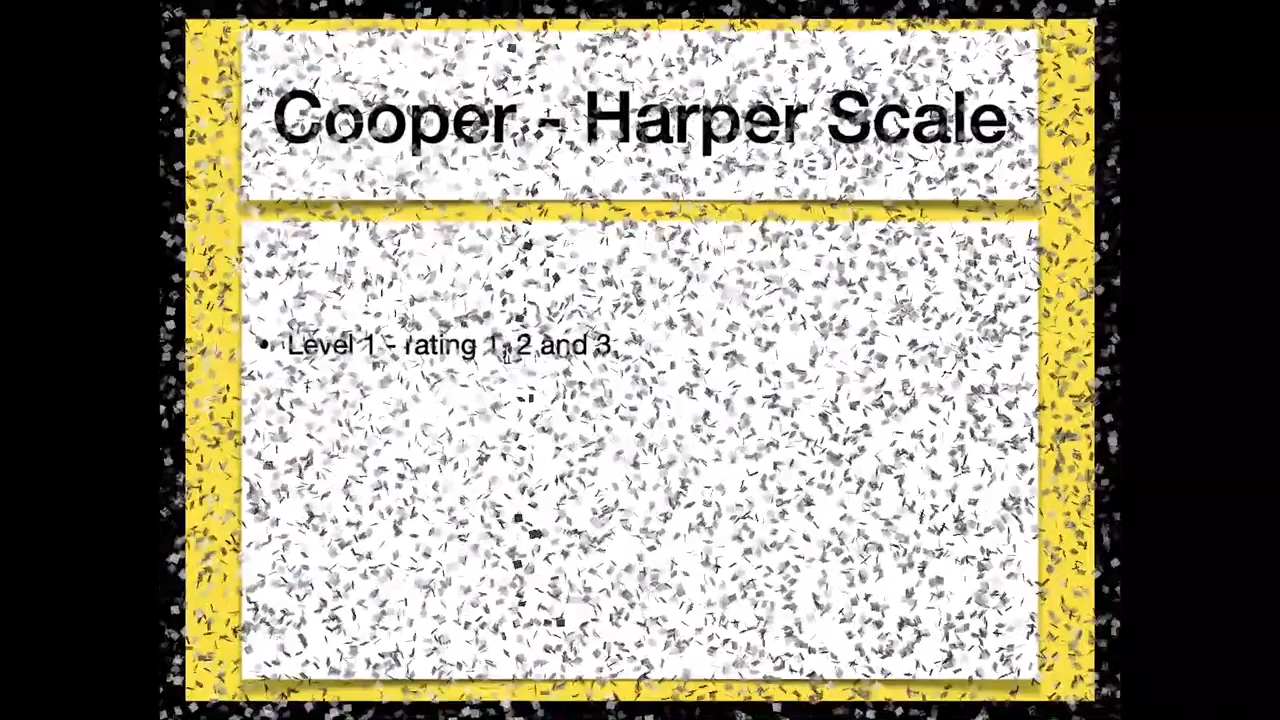 Cooper - Harper Scale
• Level 1 - rating 1, 2 and 3